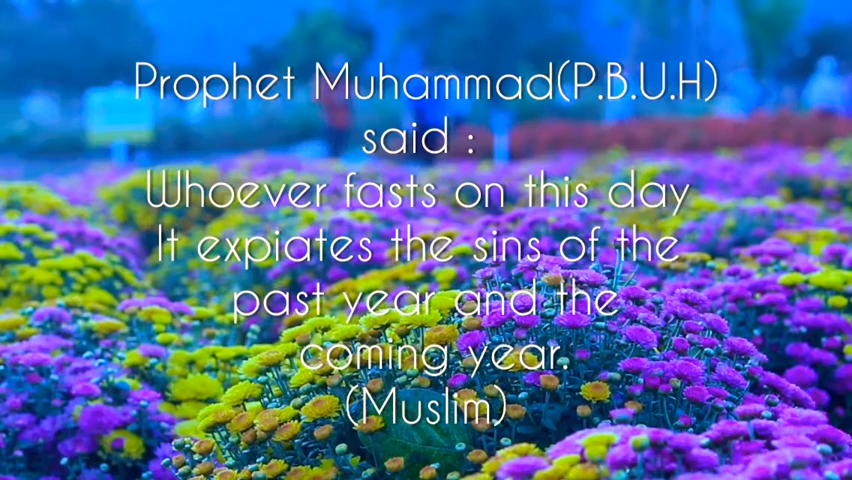 Prophet Muhammad(P.B.U.H)
said :
Whoever fasts on this day
It expiates the sins of the
past year and the
coming year.
(Muslim)